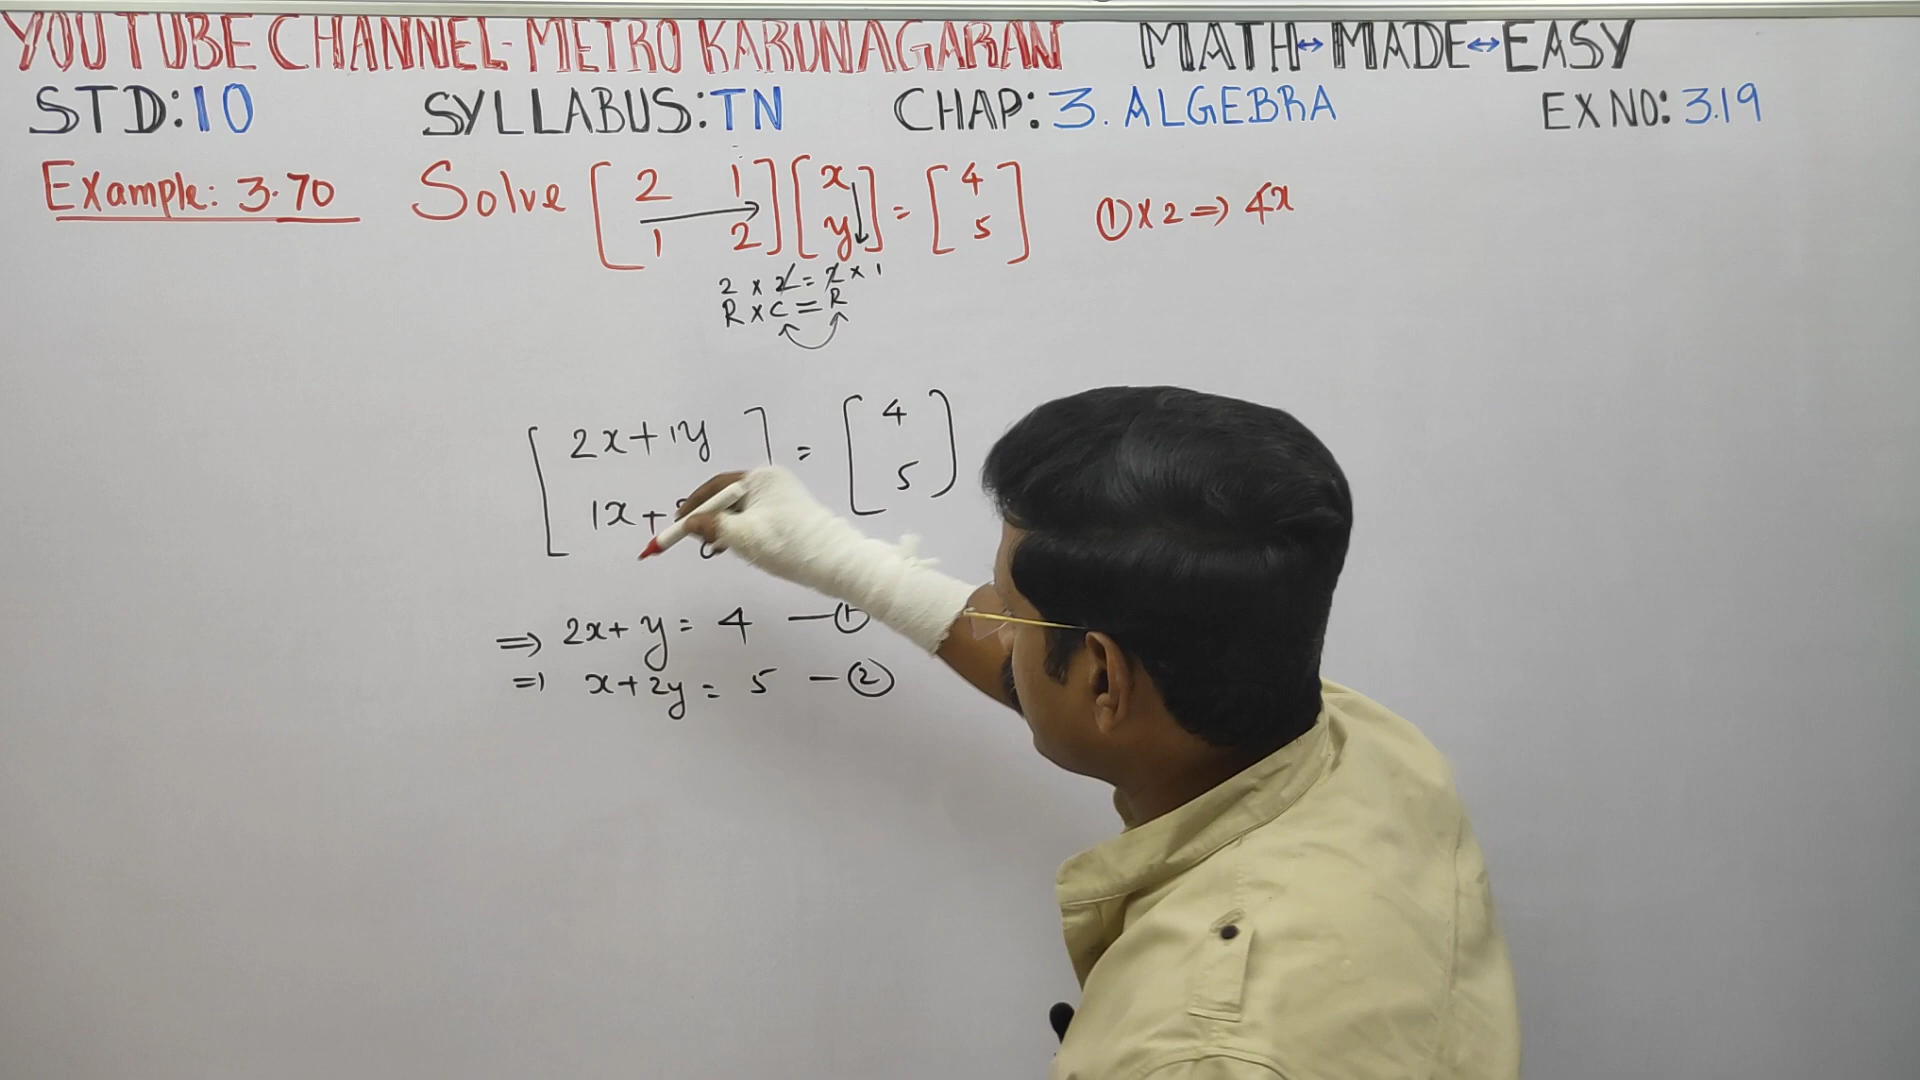 YOUTUBE CHANNEL-METRO KARUNAGARAN MATH↔MADE↔EASY
STD:10 SYLLABUS:TN CHAP: 3. ALGEBRA EX NO: 3.19
Example: 3.70 Solve [2 1
1 2] [x
y] = [4
5] ①×2 ⇒ 4x
2 × 2 = 2 × 1
R × C = R
[2x+1y
1x+ ] = [4
5]
⇒ 2x+y = 4 —①
⇒ x+2y = 5 —②